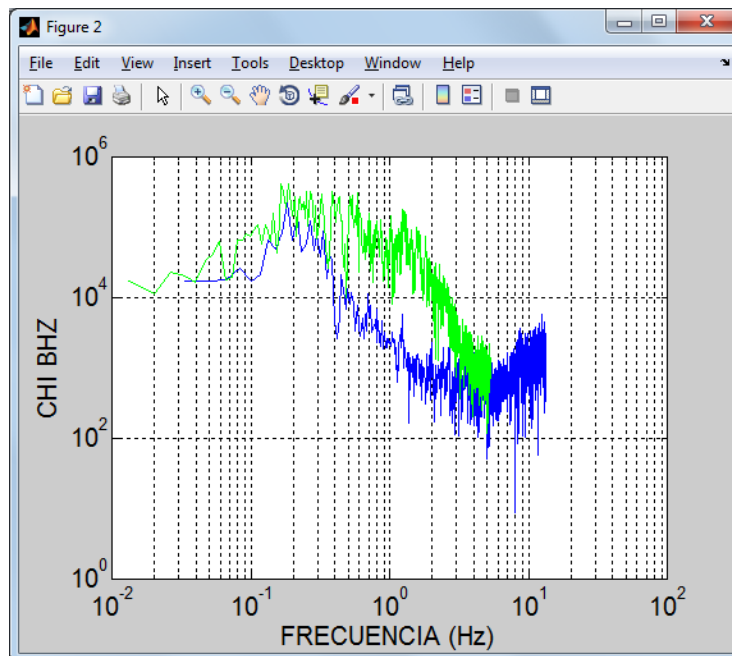 Figure 2
File Edit View Insert Tools Desktop Window Help
10^6
10^4
10^2
10^0
CHI BHZ
10^-2 10^-1 10^0 10^1 10^2
FRECUENCIA (Hz)